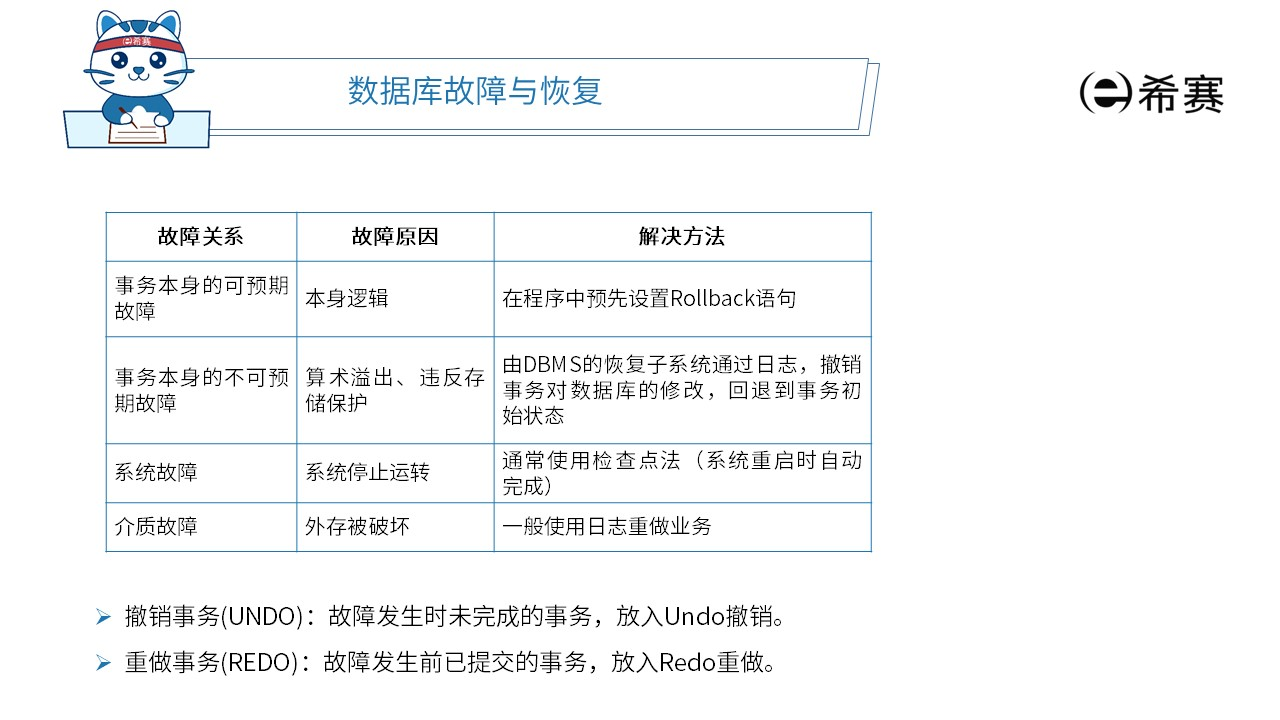 希赛
数据库故障与恢复
希赛
故障关系 故障原因 解决方法
事务本身的可预期
故障
本身逻辑
在程序中预先设置Rollback语句
事务本身的不可预
期故障
算术溢出、违反存
储保护
由DBMS的恢复子系统通过日志，撤销
事务对数据库的修改，回退到事务初
始状态
系统故障
系统停止运转
通常使用检查点法（系统重启时自动
完成）
介质故障
外存被破坏
一般使用日志重做业务
撤销事务(UNDO)：故障发生时未完成的事务，放入Undo撤销。
重做事务(REDO)：故障发生前已提交的事务，放入Redo重做。